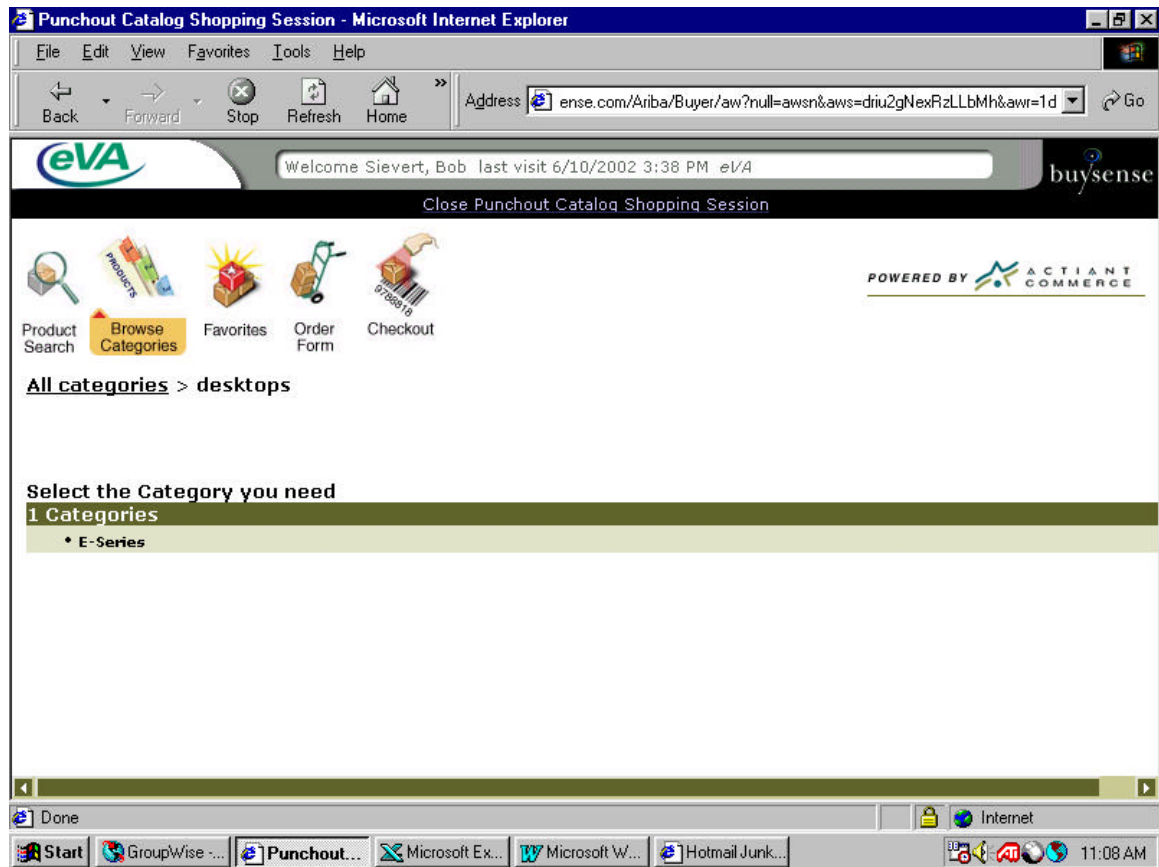 Punchout Catalog Shopping Session - Microsoft Internet Explorer
File Edit View Favorites Tools Help
Back Forward Stop Refresh Home » Address ense.com/Ariba/Buyer/aw?null=awsn&aws=driu2gNexRzLLbMh&awr=1d Go
eVA Welcome Sievert, Bob last visit 6/10/2002 3:38 PM eVA buysense
Close Punchout Catalog Shopping Session
PRODUCTS
9786818
POWERED BY ACTIANT COMMERCE
Product Search Browse Categories Favorites Order Form Checkout
All categories > desktops
Select the Category you need
1 Categories
• E-Series
Done Internet
Start GroupWise -... Punchout... Microsoft Ex... Microsoft W... Hotmail Junk... 11:08 AM